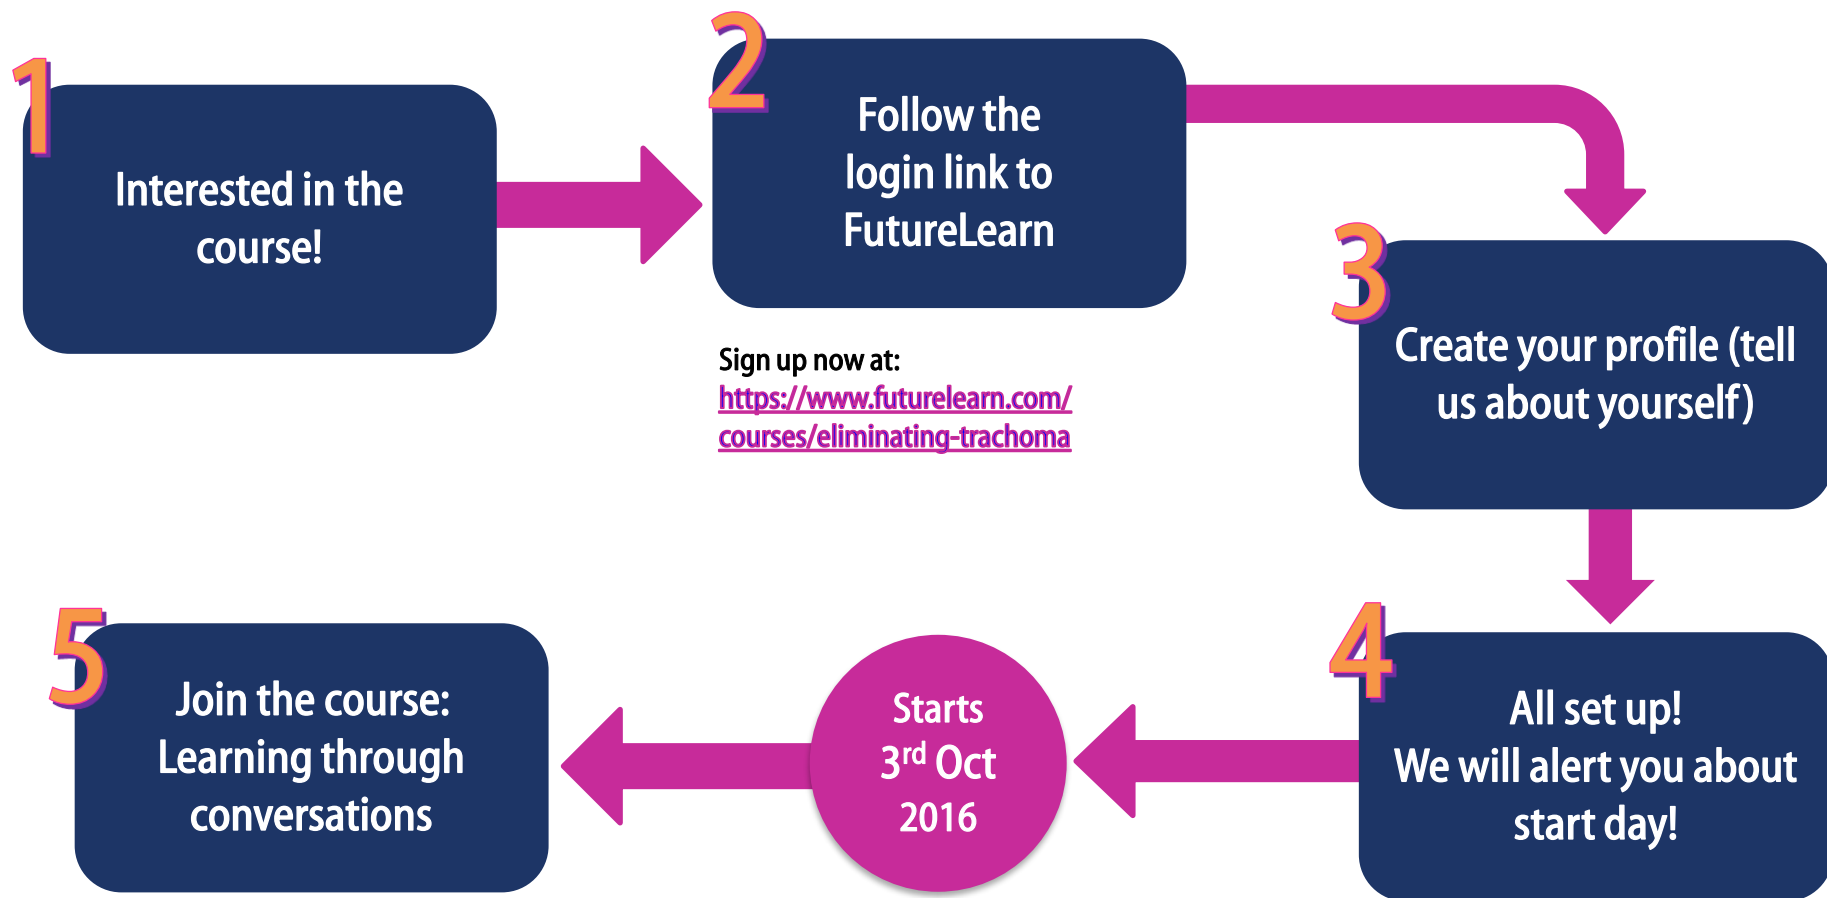 1
Interested in the
course!
2
Follow the
login link to
FutureLearn
Sign up now at:
https://www.futurelearn.com/
courses/eliminating-trachoma
3
Create your profile (tell
us about yourself)
4
All set up!
We will alert you about
start day!
Starts
3rd Oct
2016
5
Join the course:
Learning through
conversations